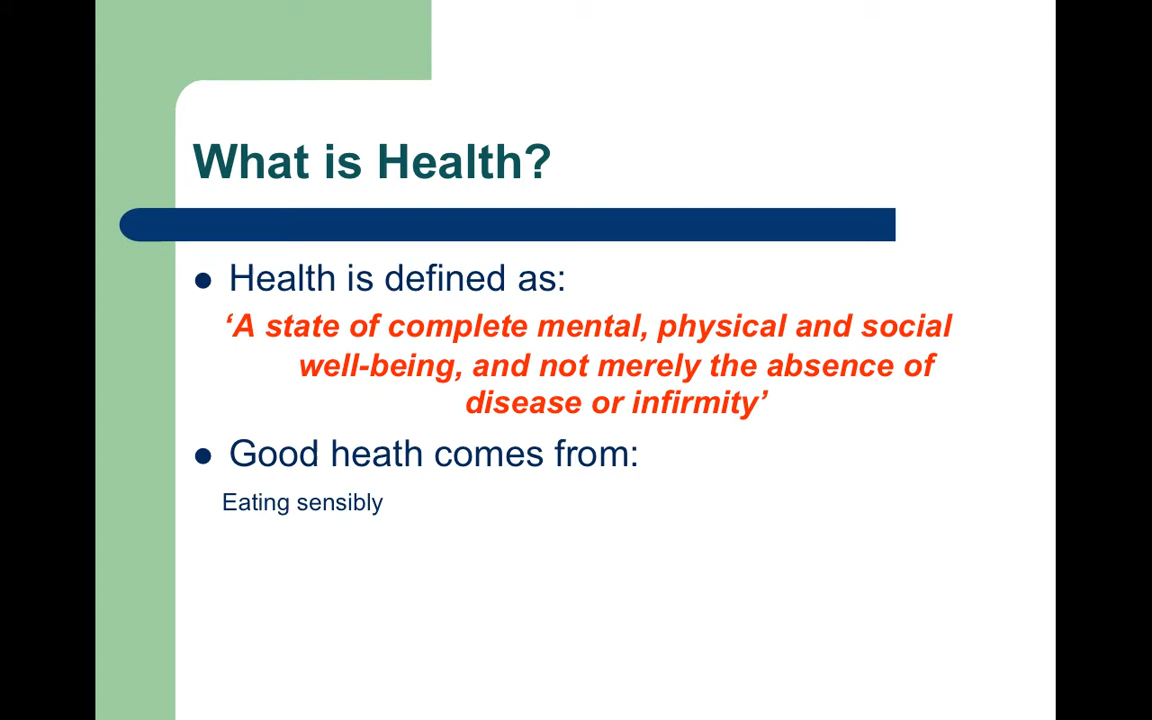 What is Health?
● Health is defined as:
‘A state of complete mental, physical and social
well-being, and not merely the absence of
disease or infirmity’
● Good heath comes from:
Eating sensibly